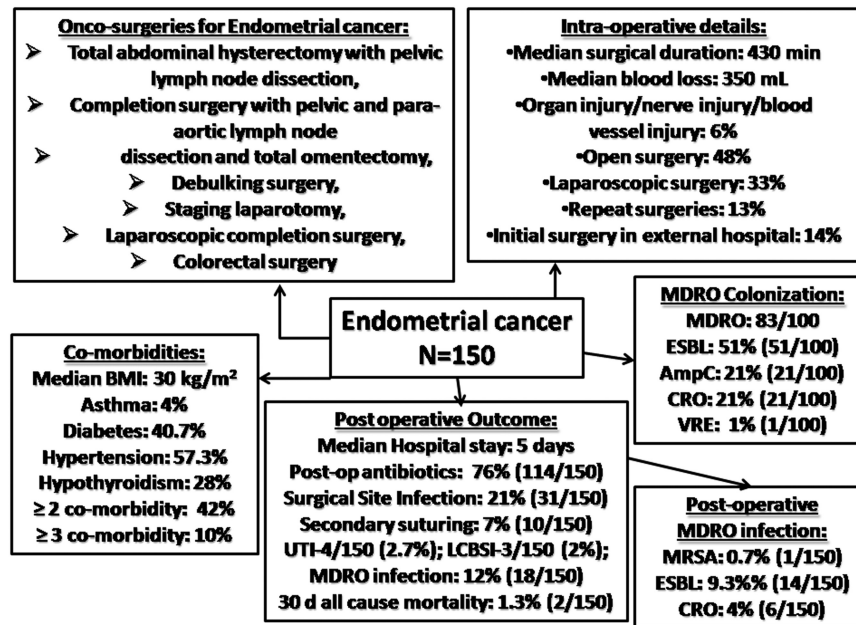 Onco-surgeries for Endometrial cancer:
➢ Total abdominal hysterectomy with pelvic
lymph node dissection,
➢ Completion surgery with pelvic and para-
aortic lymph node
➢ dissection and total omentectomy,
➢ Debulking surgery,
➢ Staging laparotomy,
➢ Laparoscopic completion surgery,
➢ Colorectal surgery
Intra-operative details:
•Median surgical duration: 430 min
•Median blood loss: 350 mL
•Organ injury/nerve injury/blood
vessel injury: 6%
•Open surgery: 48%
•Laparoscopic surgery: 33%
•Repeat surgeries: 13%
•Initial surgery in external hospital: 14%
Endometrial cancer
N=150
MDRO Colonization:
MDRO: 83/100
ESBL: 51% (51/100)
AmpC: 21% (21/100)
CRO: 21% (21/100)
VRE: 1% (1/100)
Co-morbidities:
Median BMI: 30 kg/m²
Asthma: 4%
Diabetes: 40.7%
Hypertension: 57.3%
Hypothyroidism: 28%
≥ 2 co-morbidity: 42%
≥ 3 co-morbidity: 10%
Post operative Outcome:
Median Hospital stay: 5 days
Post-op antibiotics: 76% (114/150)
Surgical Site Infection: 21% (31/150)
Secondary suturing: 7% (10/150)
UTI-4/150 (2.7%); LCBSI-3/150 (2%);
MDRO infection: 12% (18/150)
30 d all cause mortality: 1.3% (2/150)
Post-operative
MDRO infection:
MRSA: 0.7% (1/150)
ESBL: 9.3%% (14/150)
CRO: 4% (6/150)